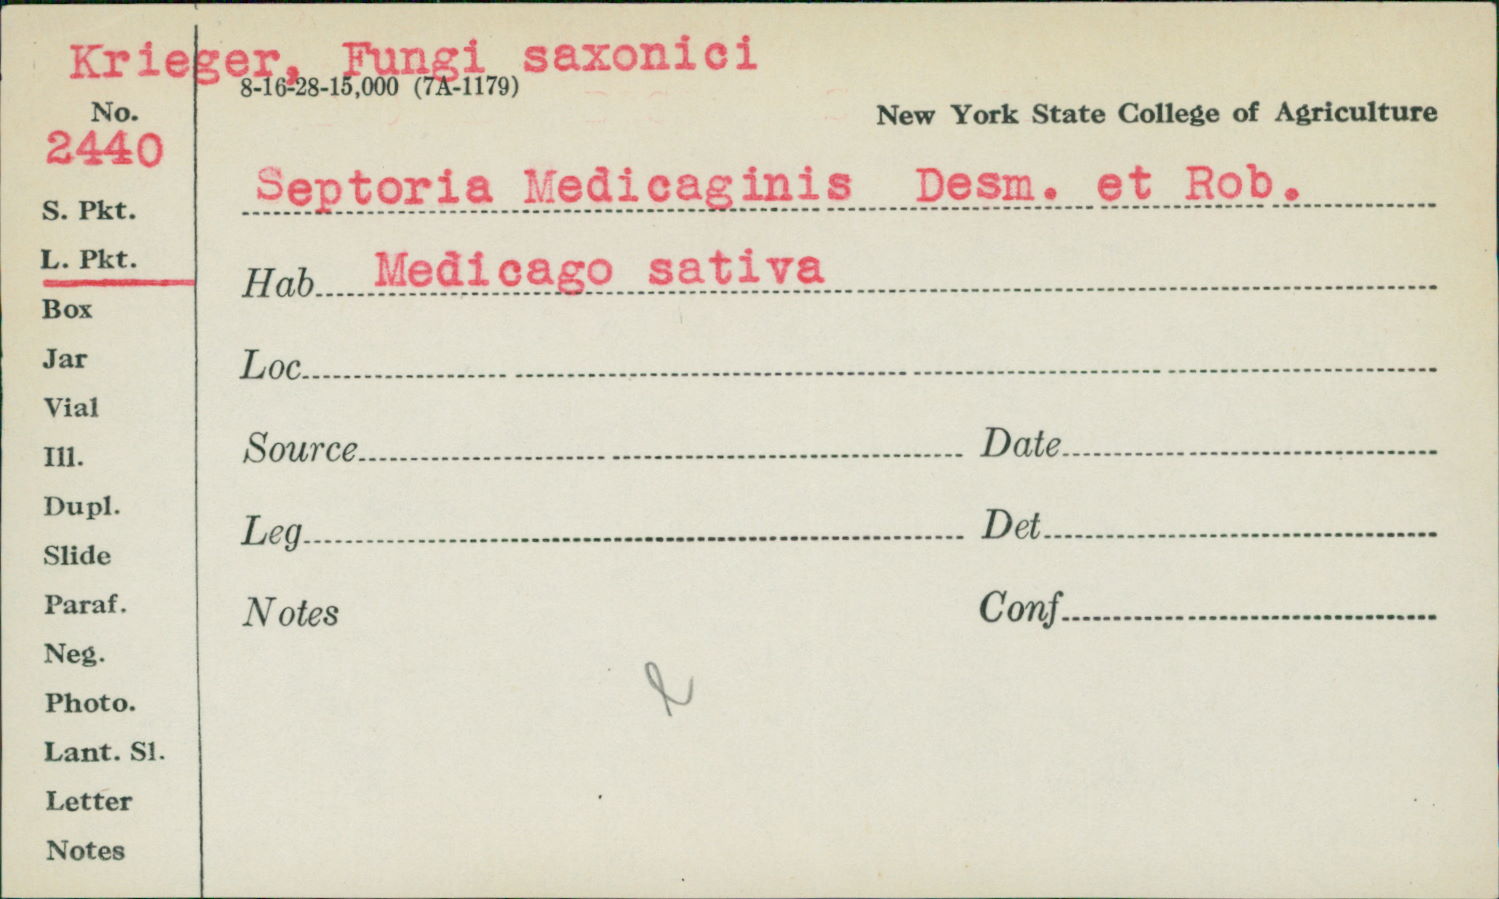 Krieger, Fungi saxonici
8-16-28-15,000 (7A-1179)
No.
2440
New York State College of Agriculture
Septoria Medicaginis Desm. et Rob.
S. Pkt.
L. Pkt.
Hab. Medicago sativa
Box
Jar
Loc.
Vial
Source
Date
Ill.
Dupl.
Leg.
Det.
Slide
Paraf.
Notes
Conf.
Neg.
Photo.
Lant. Sl.
Letter
Notes